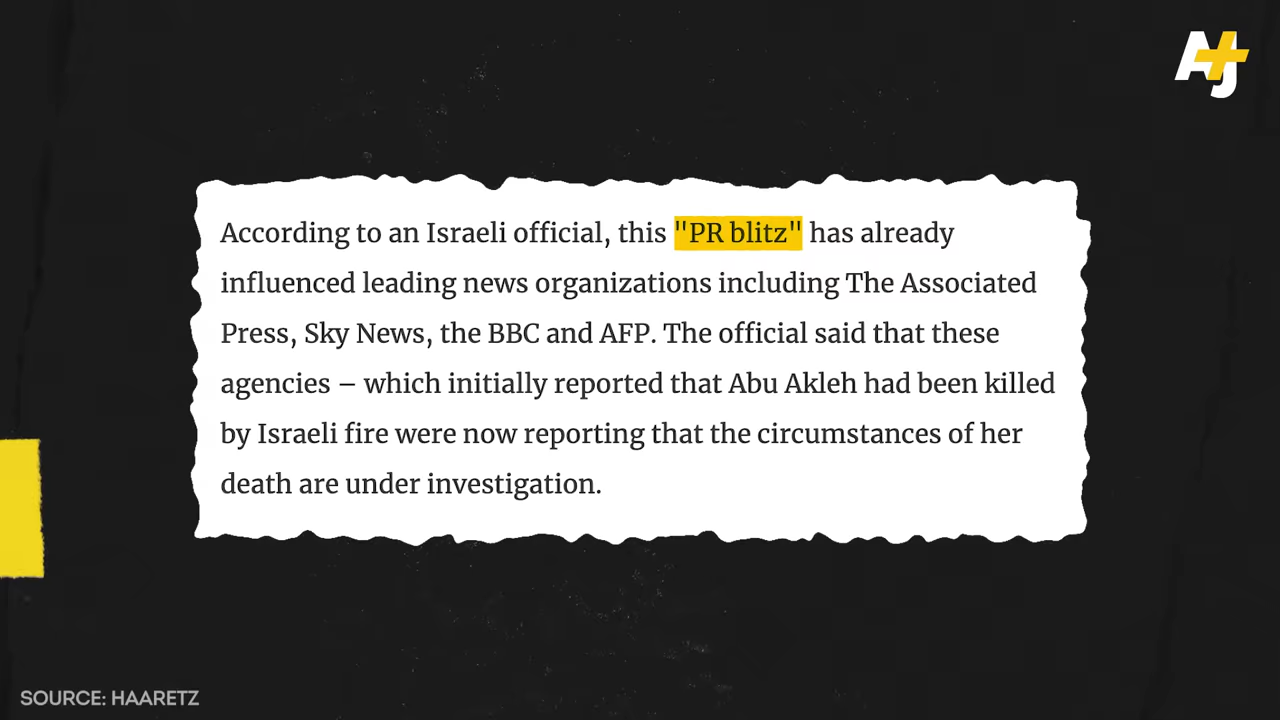 AJ+
According to an Israeli official, this "PR blitz" has already
influenced leading news organizations including The Associated
Press, Sky News, the BBC and AFP. The official said that these
agencies – which initially reported that Abu Akleh had been killed
by Israeli fire were now reporting that the circumstances of her
death are under investigation.
SOURCE: HAARETZ